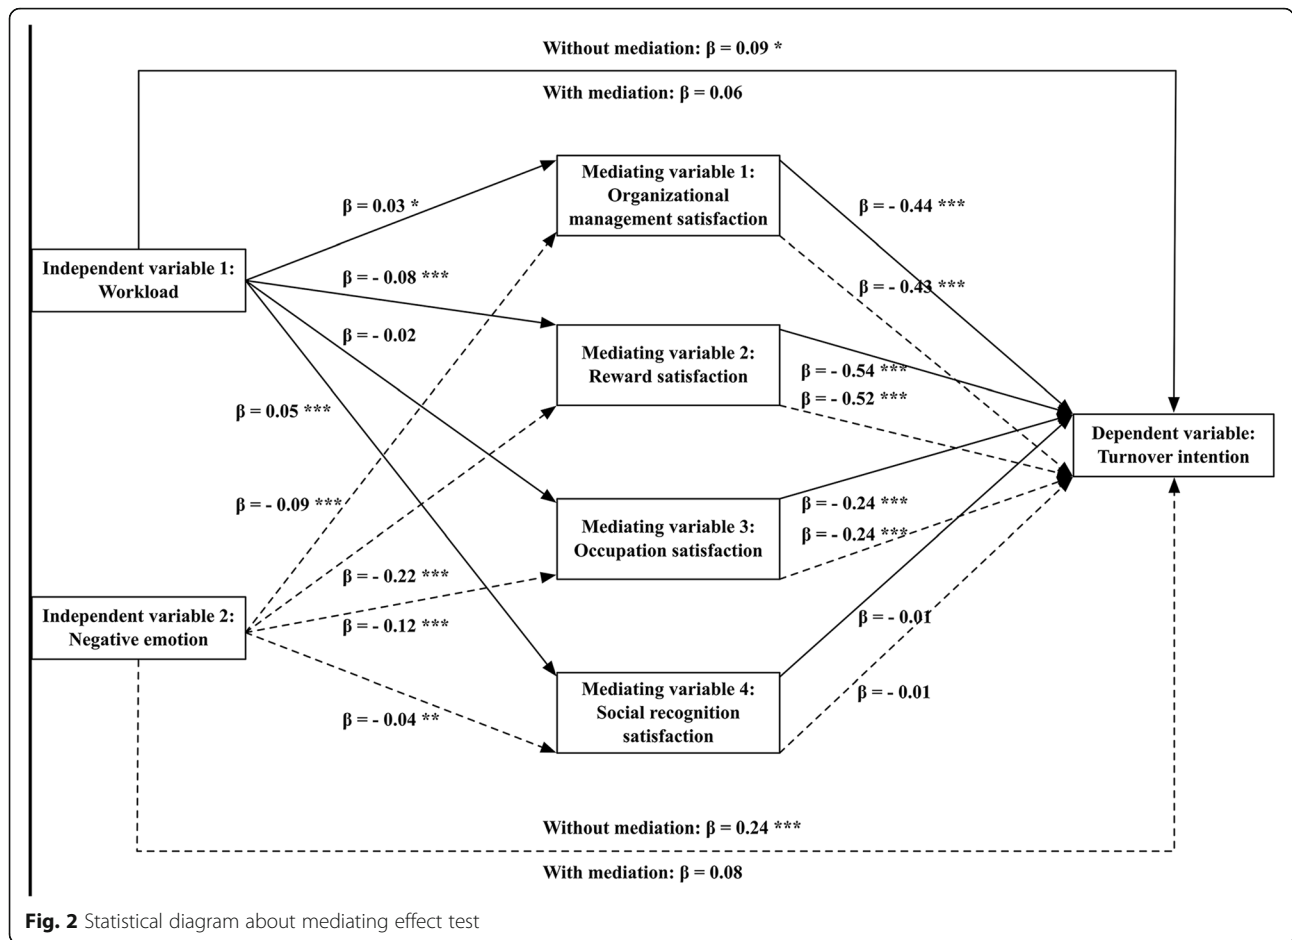 Without mediation: β = 0.09 *
With mediation: β = 0.06
Mediating variable 1:
Organizational
management satisfaction
β = 0.03 *
β = - 0.44 ***
Independent variable 1:
Workload
β = - 0.08 ***
β = - 0.43 ***
β = - 0.02
Mediating variable 2:
Reward satisfaction
β = - 0.54 ***
β = - 0.52 ***
β = 0.05 ***
Dependent variable:
Turnover intention
β = - 0.09 ***
Mediating variable 3:
Occupation satisfaction
β = - 0.24 ***
β = - 0.24 ***
β = - 0.22 ***
β = - 0.12 ***
Independent variable 2:
Negative emotion
β = - 0.01
Mediating variable 4:
Social recognition
satisfaction
β = - 0.01
β = - 0.04 **
Without mediation: β = 0.24 ***
With mediation: β = 0.08
Fig. 2 Statistical diagram about mediating effect test